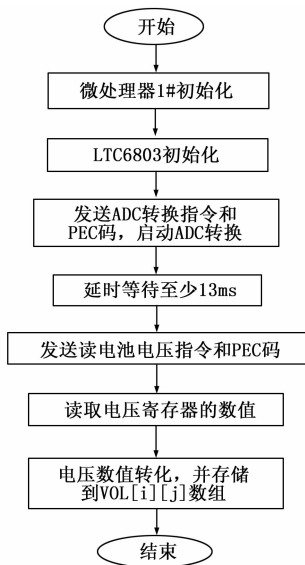 开始
微处理器1#初始化
LTC6803初始化
发送ADC转换指令和
PEC码，启动ADC转换
延时等待至少13ms
发送读电池电压指令和PEC码
读取电压寄存器的数值
电压数值转化，并存储
到VOL[i][j]数组
结束